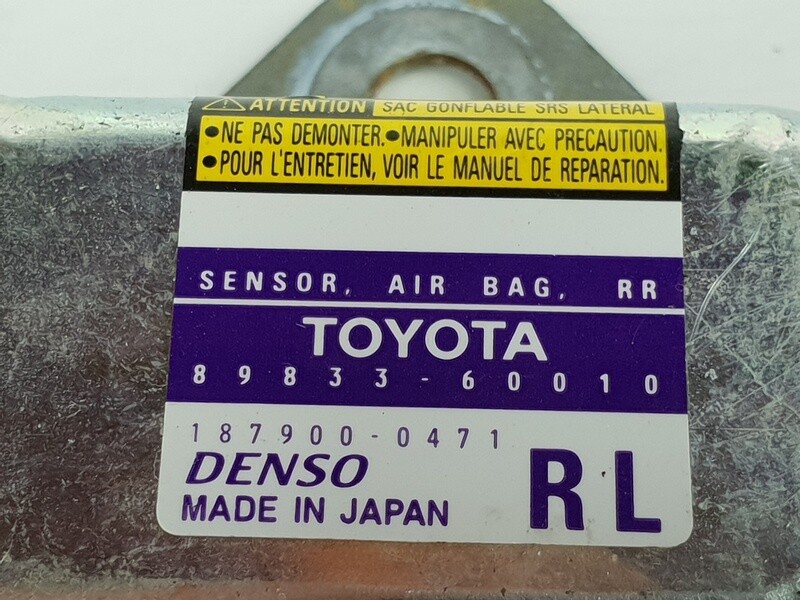 ⚠ ATTENTION SAC GONFLABLE SRS LATERAL
•NE PAS DEMONTER. •MANIPULER AVEC PRECAUTION.
•POUR L'ENTRETIEN, VOIR LE MANUEL DE REPARATION.
SENSOR, AIR BAG, RR
TOYOTA
89833-60010
187900-0471
DENSO
MADE IN JAPAN
RL